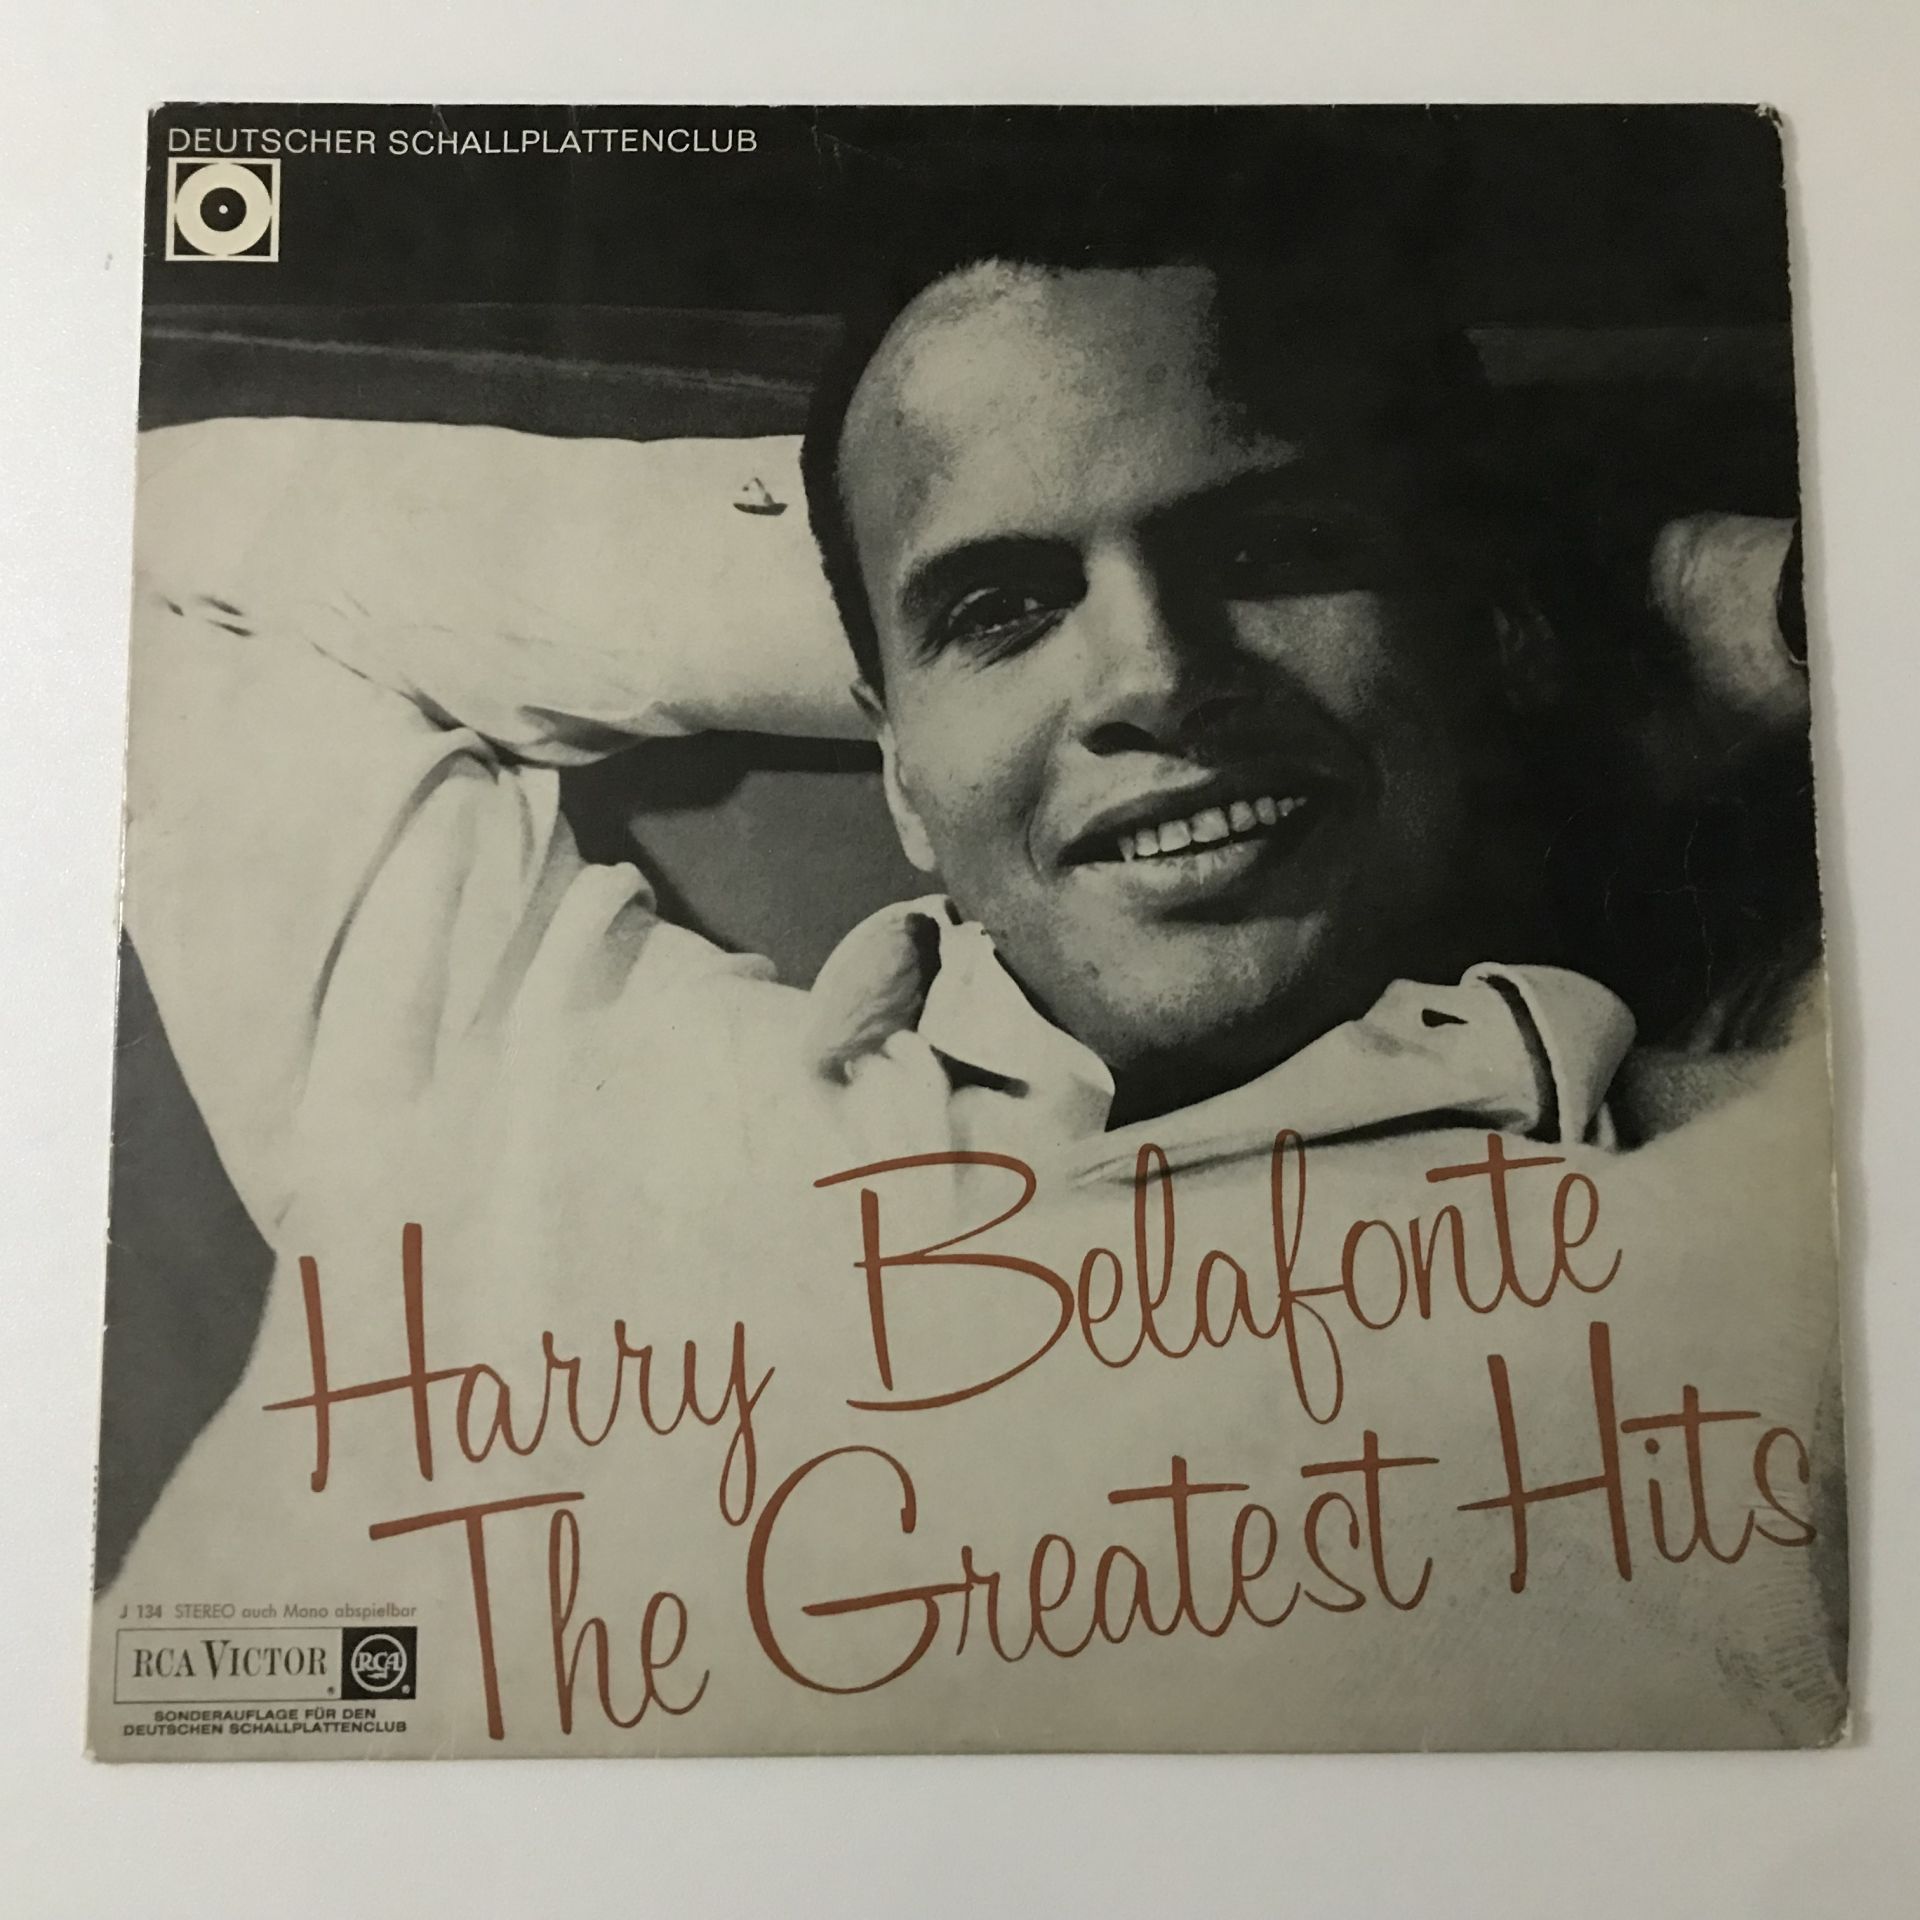 DEUTSCHER SCHALLPLATTENCLUB
Harry Belafonte
The Greatest Hits
J 134 STEREO auch Mono abspielbar
RCA VICTOR RCA
SONDERAUFLAGE FÜR DEN
DEUTSCHEN SCHALLPLATTENCLUB